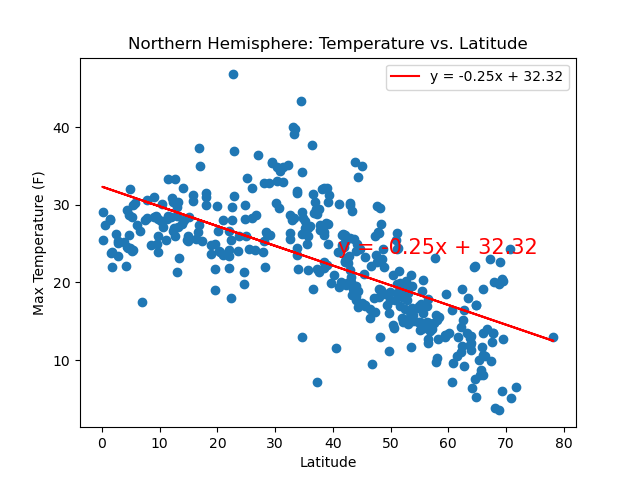 Northern Hemisphere: Temperature vs. Latitude
y = -0.25x + 32.32
40
30
20
10
Max Temperature (F)
y = -0.25x + 32.32
0 10 20 30 40 50 60 70 80
Latitude